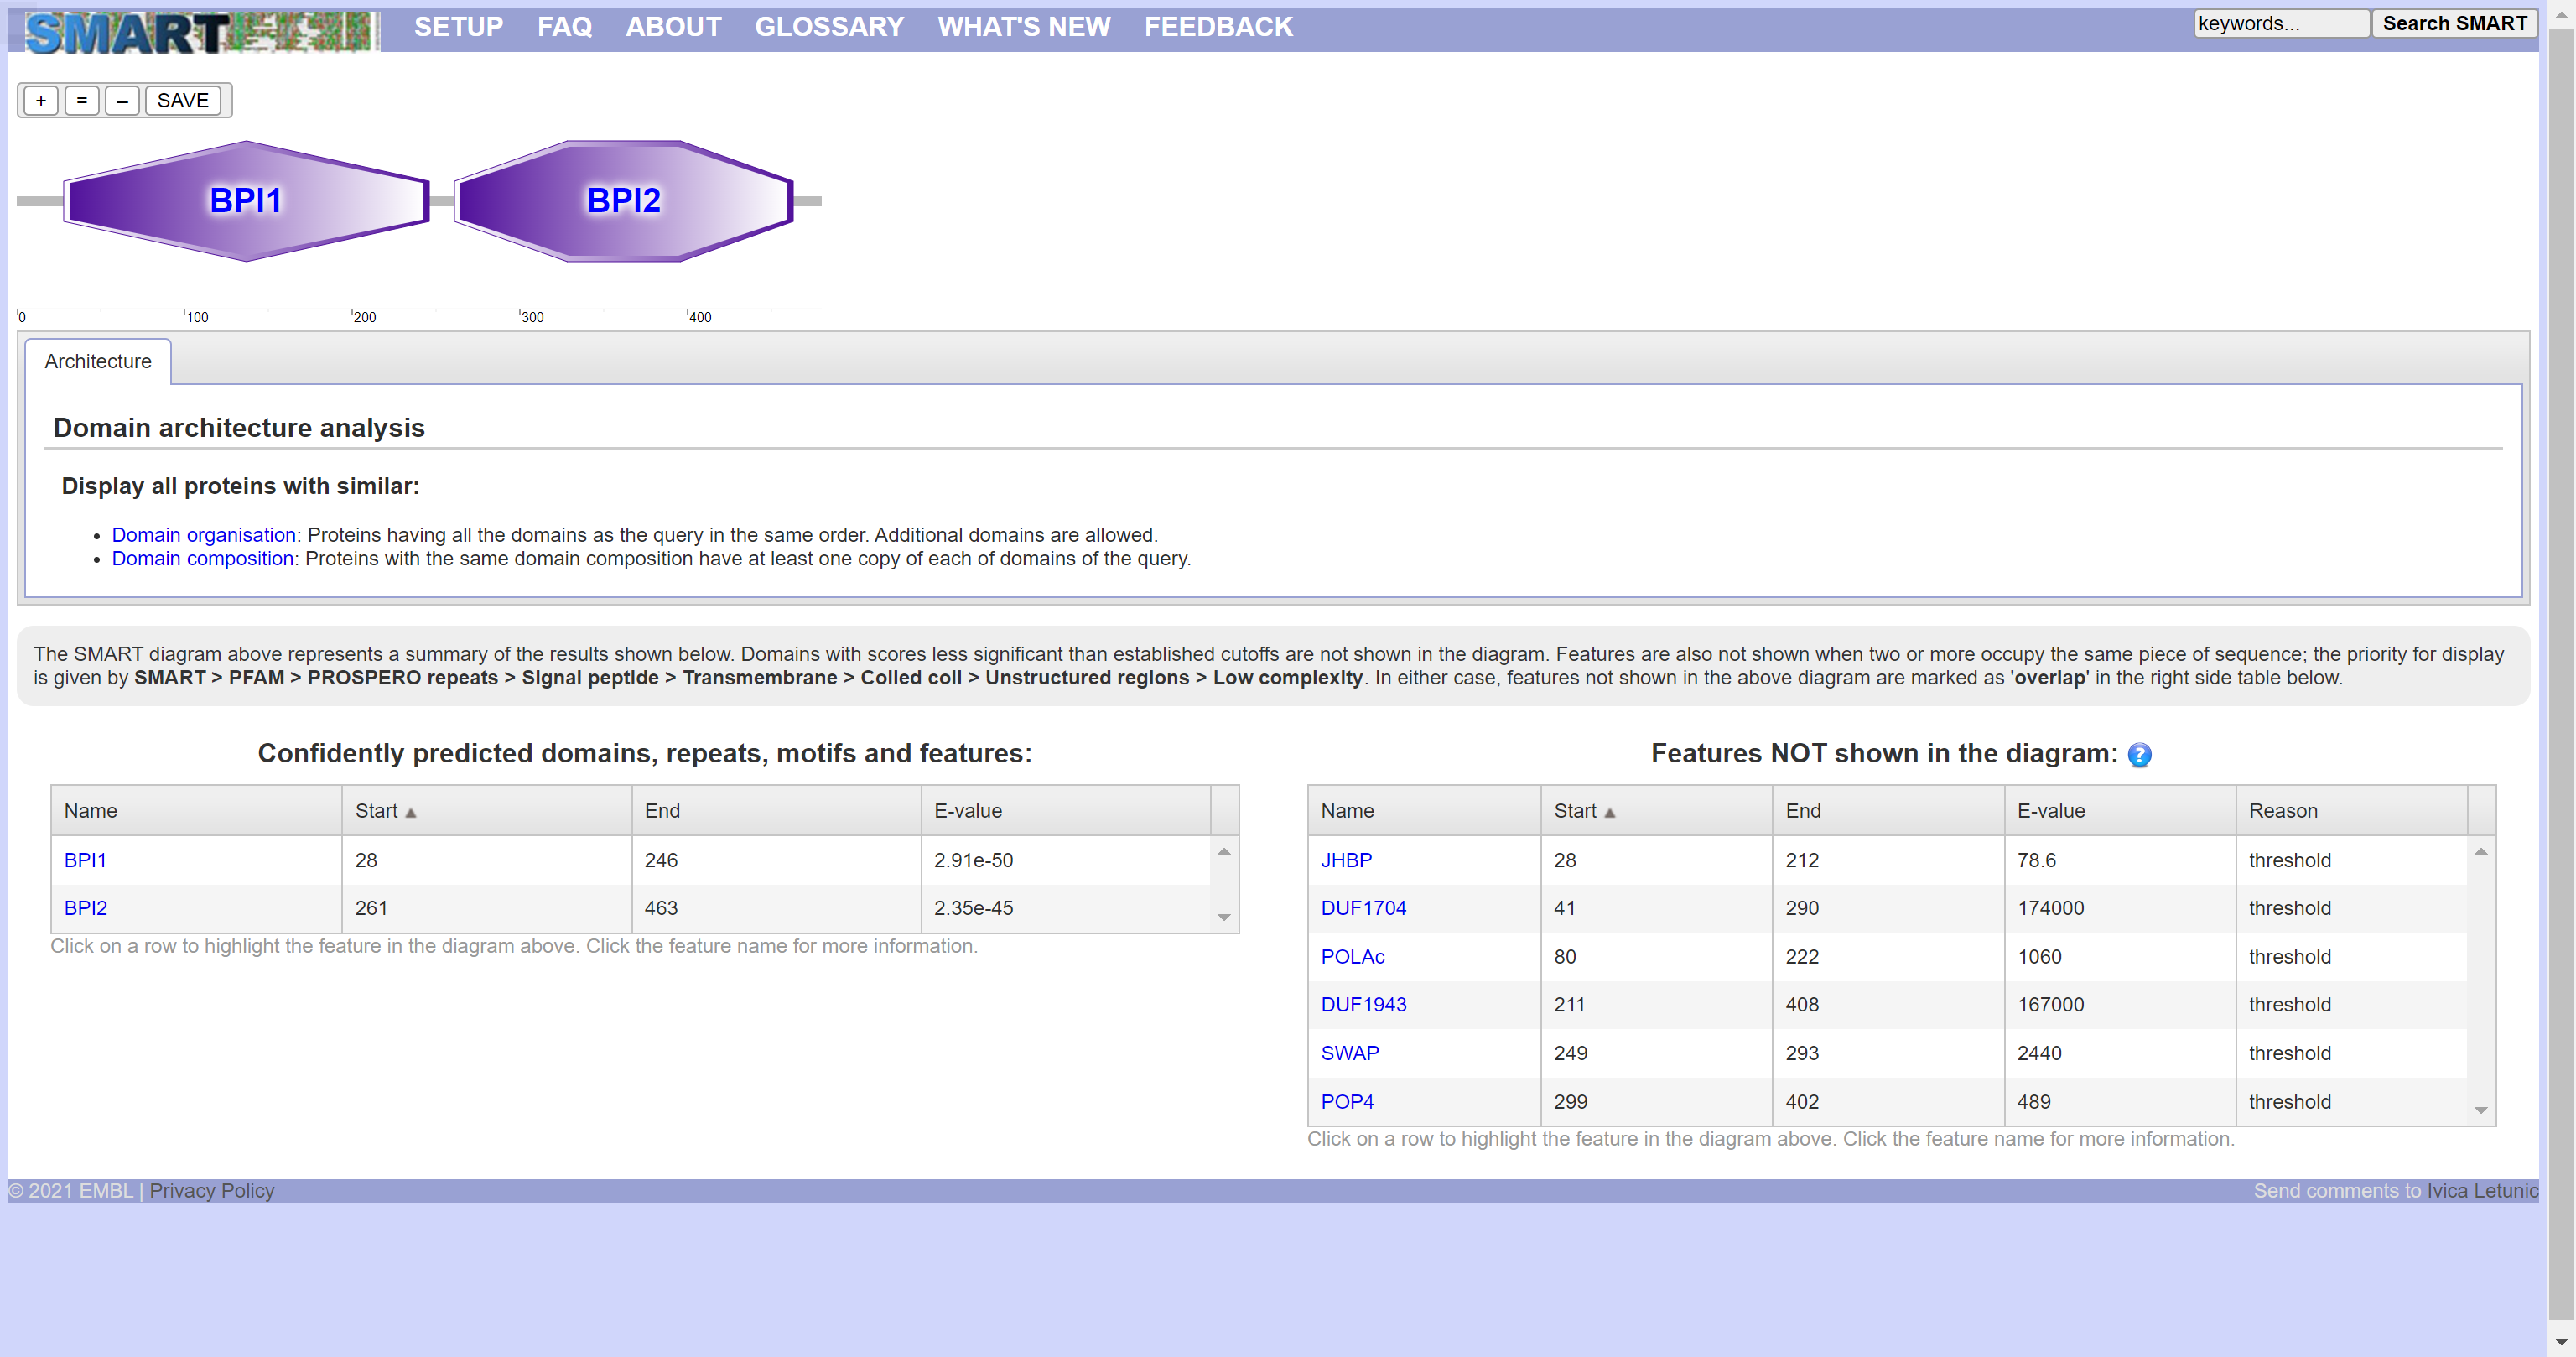 SMART SETUP FAQ ABOUT GLOSSARY WHAT'S NEW FEEDBACK keywords... Search SMART
+ = – SAVE
BPI1 BPI2
0 100 200 300 400
Architecture
Domain architecture analysis
Display all proteins with similar:
• Domain organisation: Proteins having all the domains as the query in the same order. Additional domains are allowed.
• Domain composition: Proteins with the same domain composition have at least one copy of each of domains of the query.
The SMART diagram above represents a summary of the results shown below. Domains with scores less significant than established cutoffs are not shown in the diagram. Features are also not shown when two or more occupy the same piece of sequence; the priority for display
is given by SMART > PFAM > PROSPERO repeats > Signal peptide > Transmembrane > Coiled coil > Unstructured regions > Low complexity. In either case, features not shown in the above diagram are marked as 'overlap' in the right side table below.
Confidently predicted domains, repeats, motifs and features:
Name Start End E-value
BPI1 28 246 2.91e-50
BPI2 261 463 2.35e-45
Click on a row to highlight the feature in the diagram above. Click the feature name for more information.
Features NOT shown in the diagram: ?
Name Start End E-value Reason
JHBP 28 212 78.6 threshold
DUF1704 41 290 174000 threshold
POLAc 80 222 1060 threshold
DUF1943 211 408 167000 threshold
SWAP 249 293 2440 threshold
POP4 299 402 489 threshold
Click on a row to highlight the feature in the diagram above. Click the feature name for more information.
© 2021 EMBL | Privacy Policy Send comments to Ivica Letunic